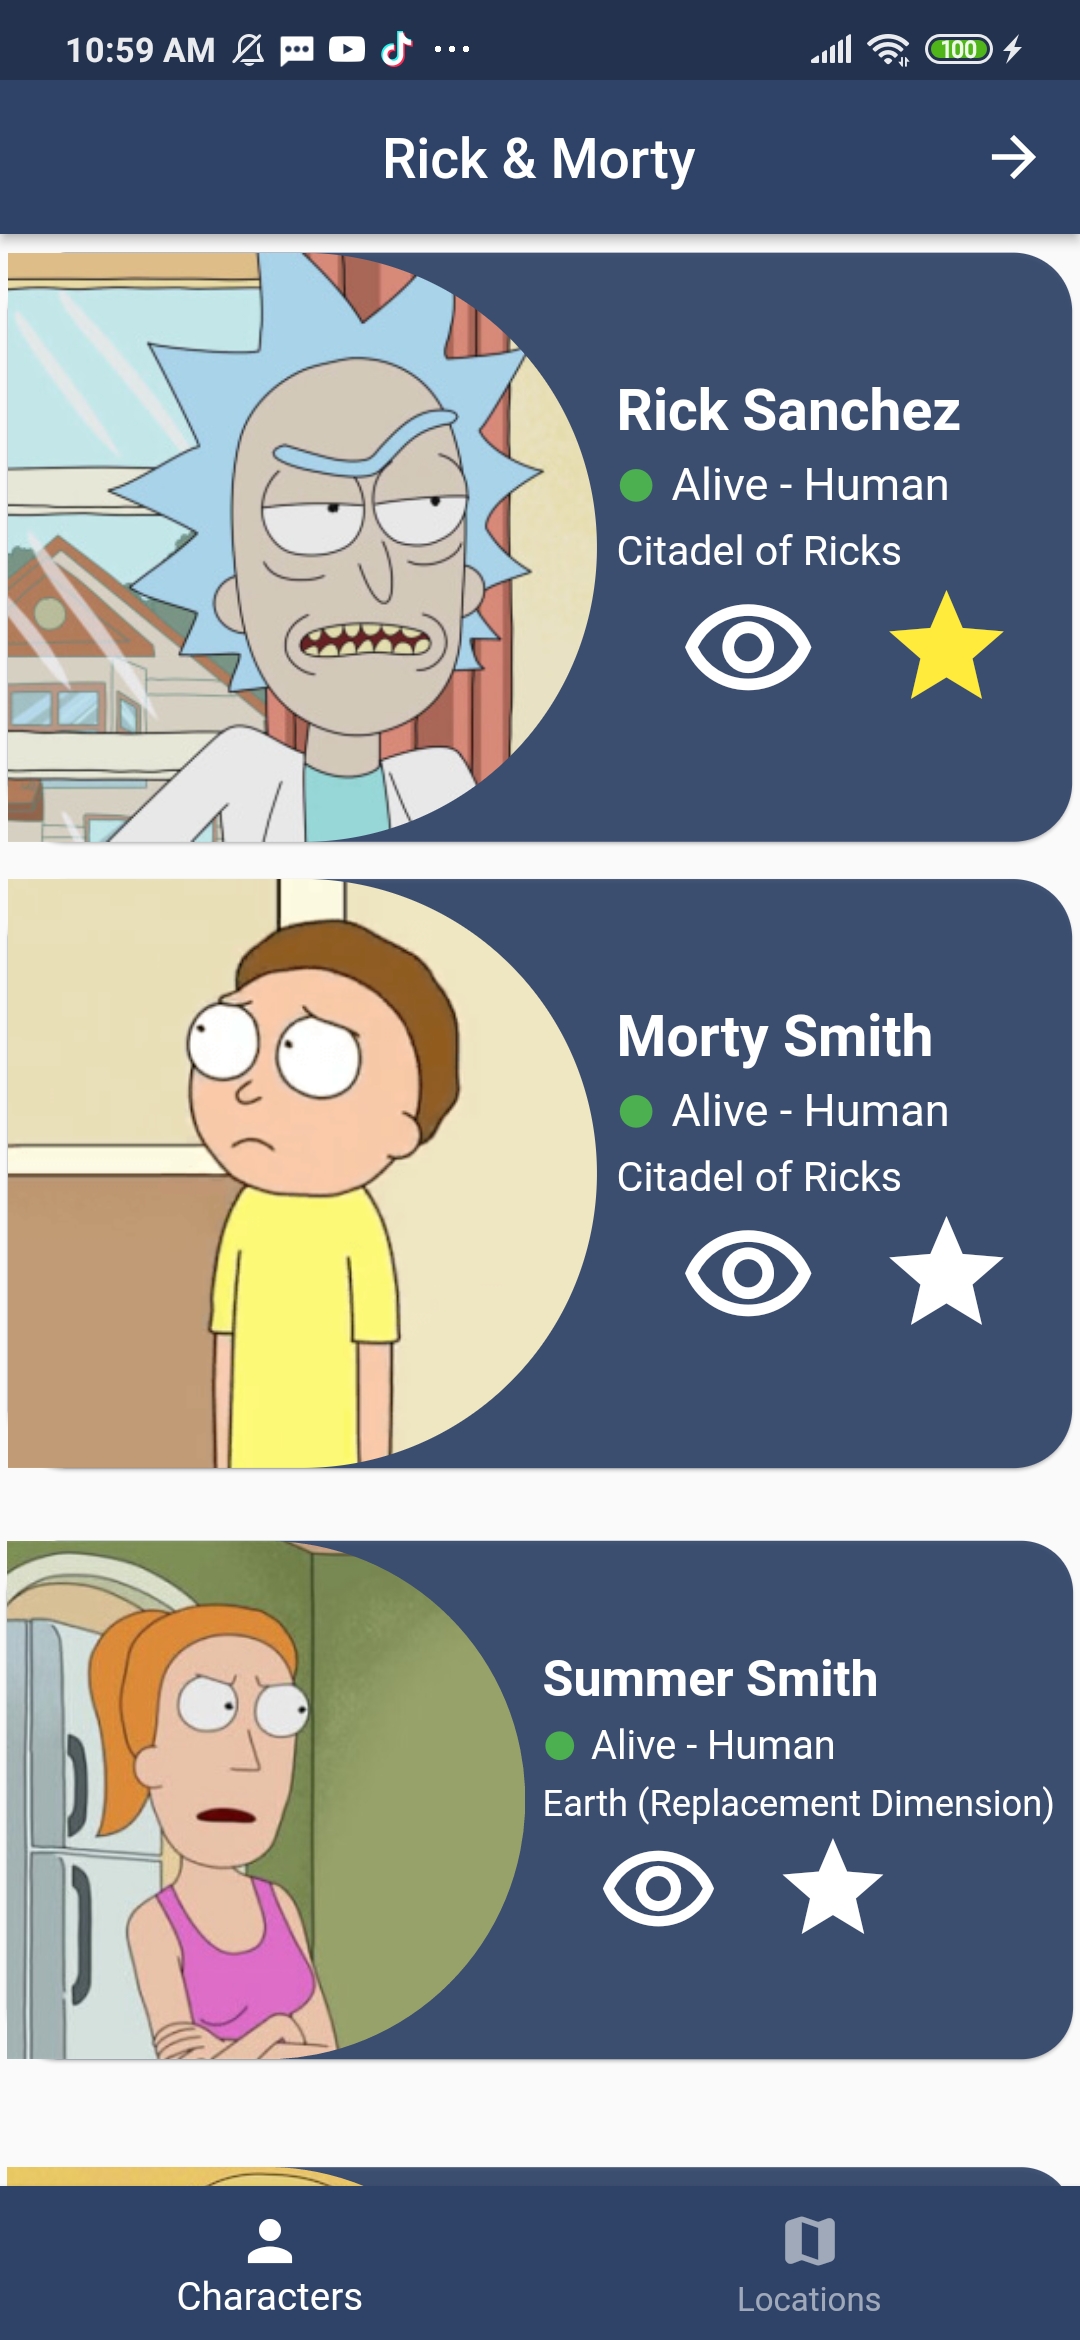 10:59 AM
100
Rick & Morty
Rick Sanchez
Alive - Human
Citadel of Ricks
Morty Smith
Alive - Human
Citadel of Ricks
Summer Smith
Alive - Human
Earth (Replacement Dimension)
Characters
Locations